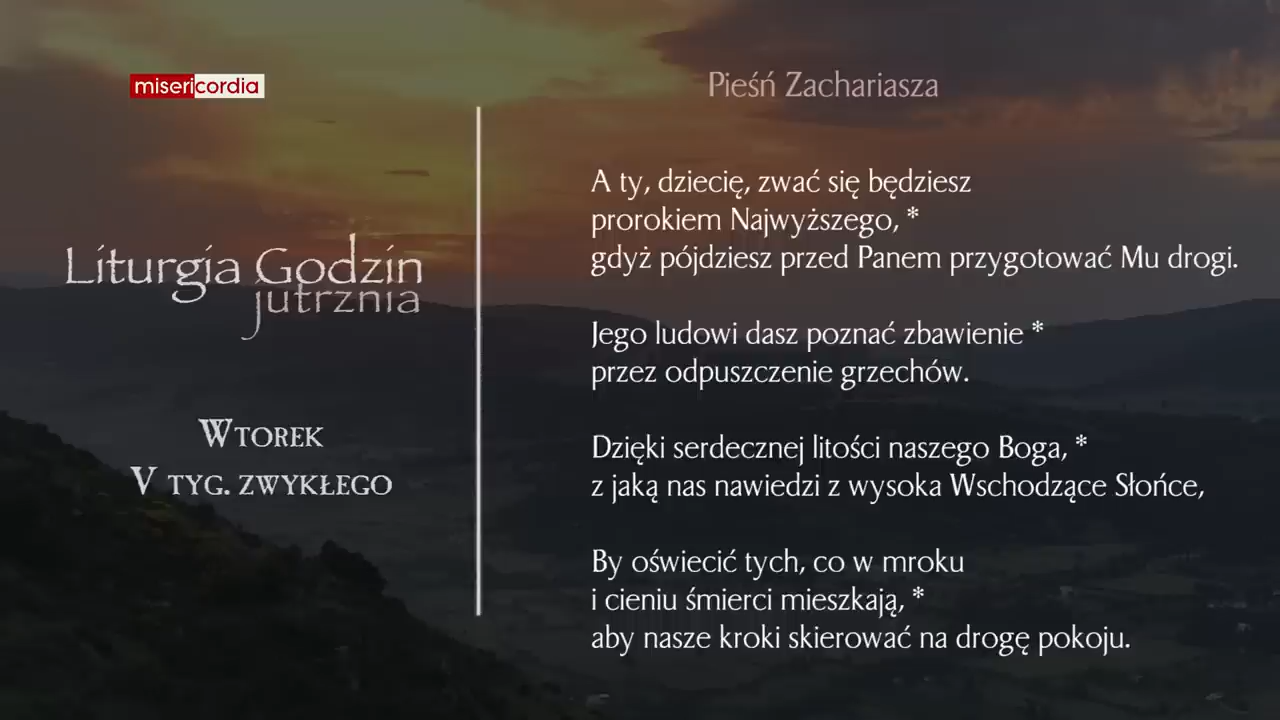 misericordia
Liturgia Godzin
jutrznia
Wtorek
V tyg. zwykłego
Pieśń Zachariasza
A ty, dziecię, zwać się będziesz
prorokiem Najwyższego, *
gdyż pójdziesz przed Panem przygotować Mu drogi.
Jego ludowi dasz poznać zbawienie *
przez odpuszczenie grzechów.
Dzięki serdecznej litości naszego Boga, *
z jaką nas nawiedzi z wysoka Wschodzące Słońce,
By oświecić tych, co w mroku
i cieniu śmierci mieszkają, *
aby nasze kroki skierować na drogę pokoju.